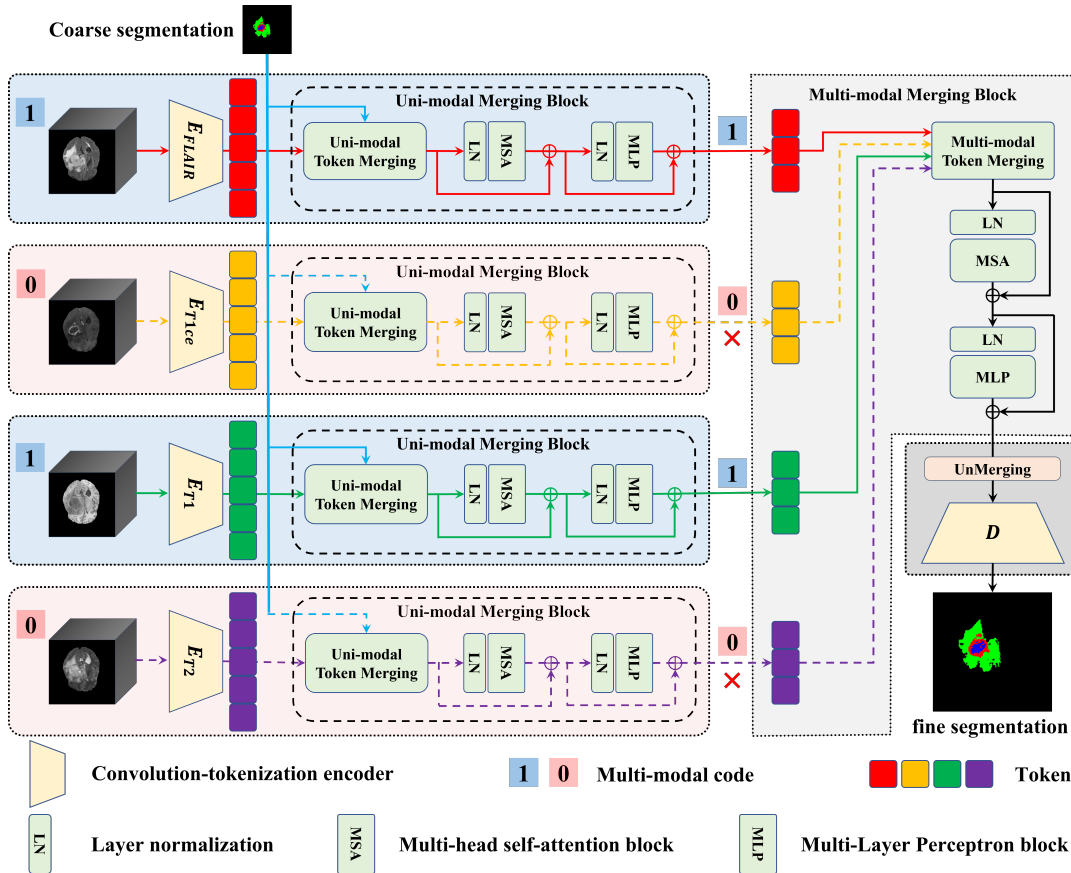 Coarse segmentation
1
E_FLAIR
Uni-modal Merging Block
Uni-modal
Token Merging
LN
MSA
LN
MLP
1
Multi-modal Merging Block
Multi-modal
Token Merging
LN
MSA
LN
MLP
0
E_T1ce
Uni-modal Merging Block
Uni-modal
Token Merging
LN
MSA
LN
MLP
0
1
E_T1
Uni-modal Merging Block
Uni-modal
Token Merging
LN
MSA
LN
MLP
1
UnMerging
D
0
E_T2
Uni-modal Merging Block
Uni-modal
Token Merging
LN
MSA
LN
MLP
0
fine segmentation
Convolution-tokenization encoder
1 0 Multi-modal code
Token
LN Layer normalization
MSA Multi-head self-attention block
MLP Multi-Layer Perceptron block